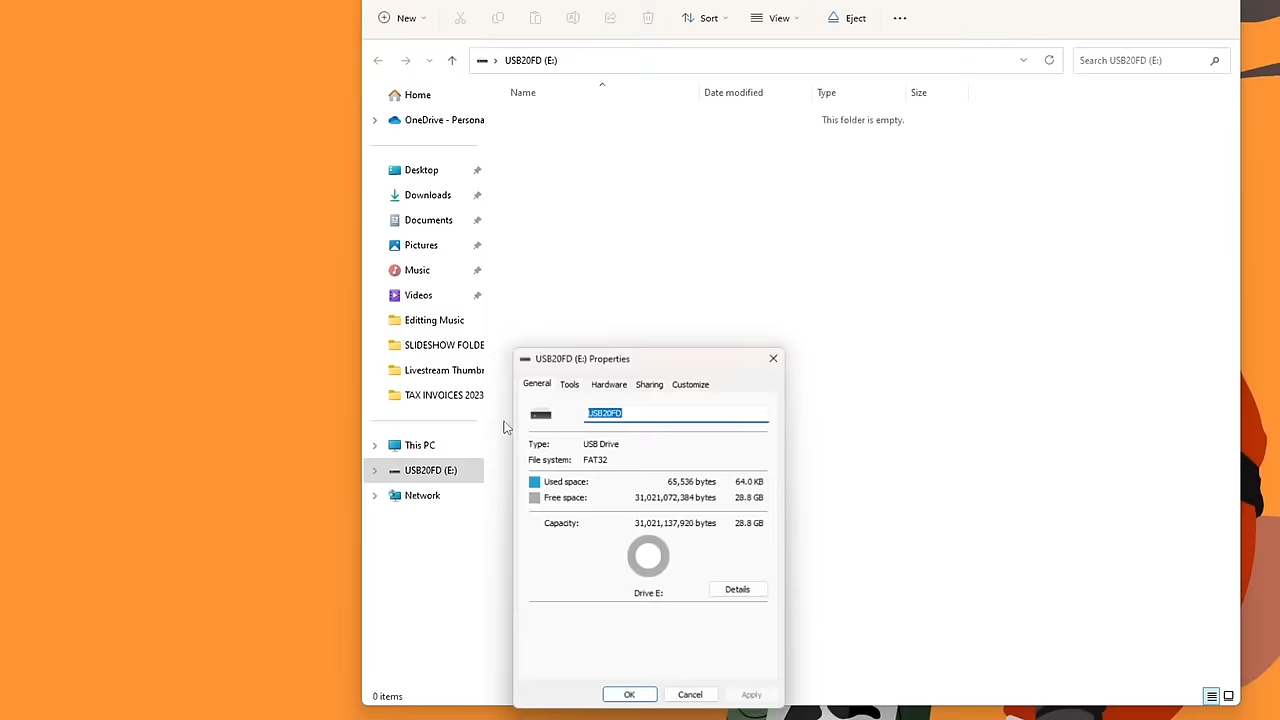 New
Sort
View
Eject
USB20FD (E:)
Search USB20FD (E:)
Name
Date modified
Type
Size
This folder is empty.
Home
OneDrive - Persona
Desktop
Downloads
Documents
Pictures
Music
Videos
Editting Music
SLIDESHOW FOLDE
Livestream Thumbr
TAX INVOICES 2023
This PC
USB20FD (E:)
Network
USB20FD (E:) Properties
General
Tools
Hardware
Sharing
Customize
USB20FD
Type: USB Drive
File system: FAT32
Used space: 65,536 bytes 64.0 KB
Free space: 31,021,072,384 bytes 28.8 GB
Capacity: 31,021,137,920 bytes 28.8 GB
Drive E:
Details
OK
Cancel
Apply
0 items